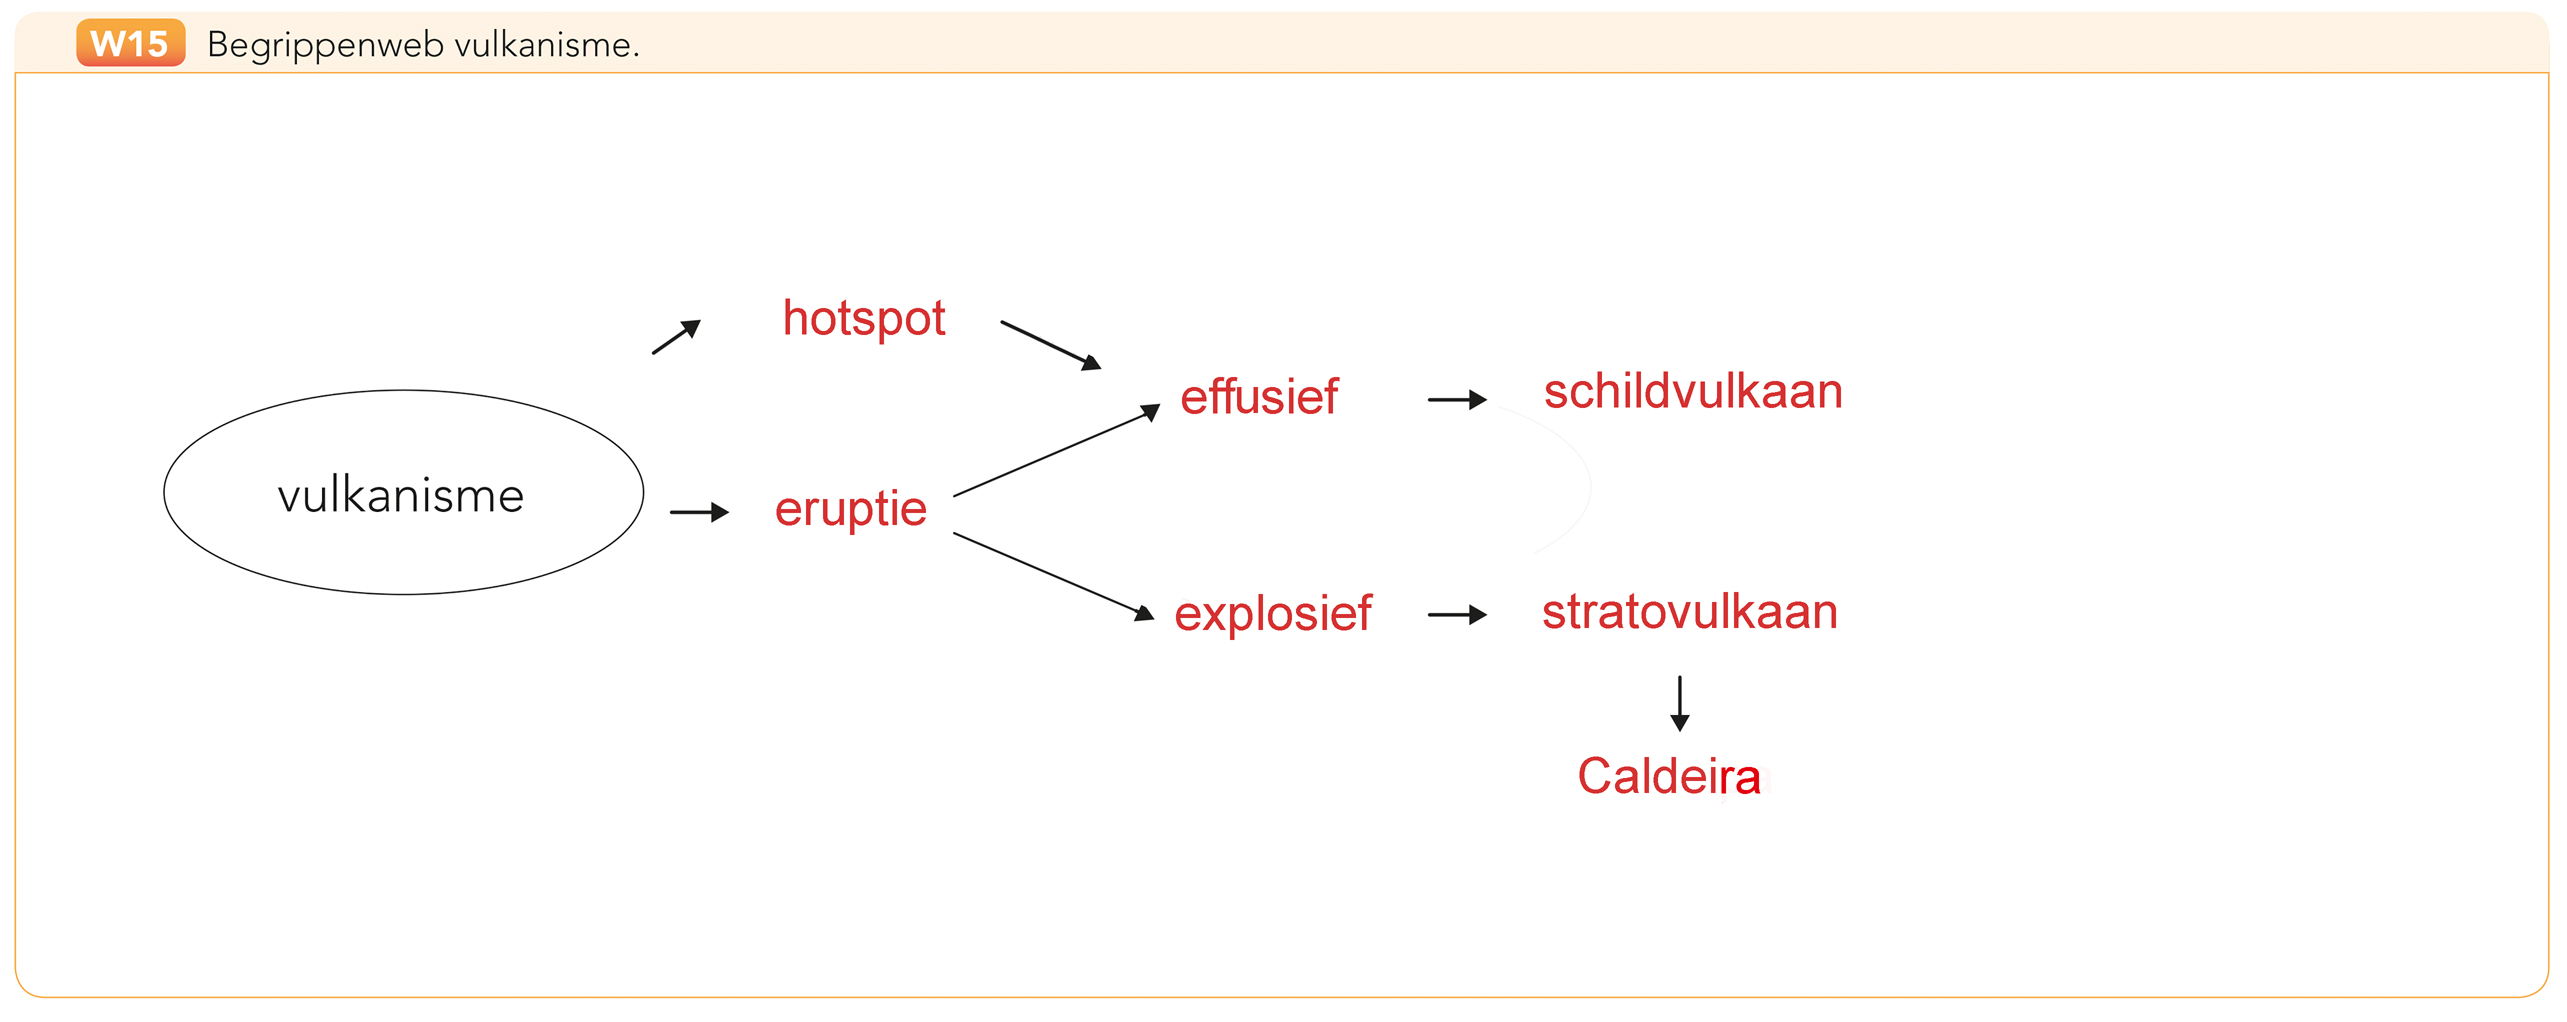 W15 Begrippenweb vulkanisme.
hotspot
effusief
schildvulkaan
vulkanisme
eruptie
explosief
stratovulkaan
Caldeira